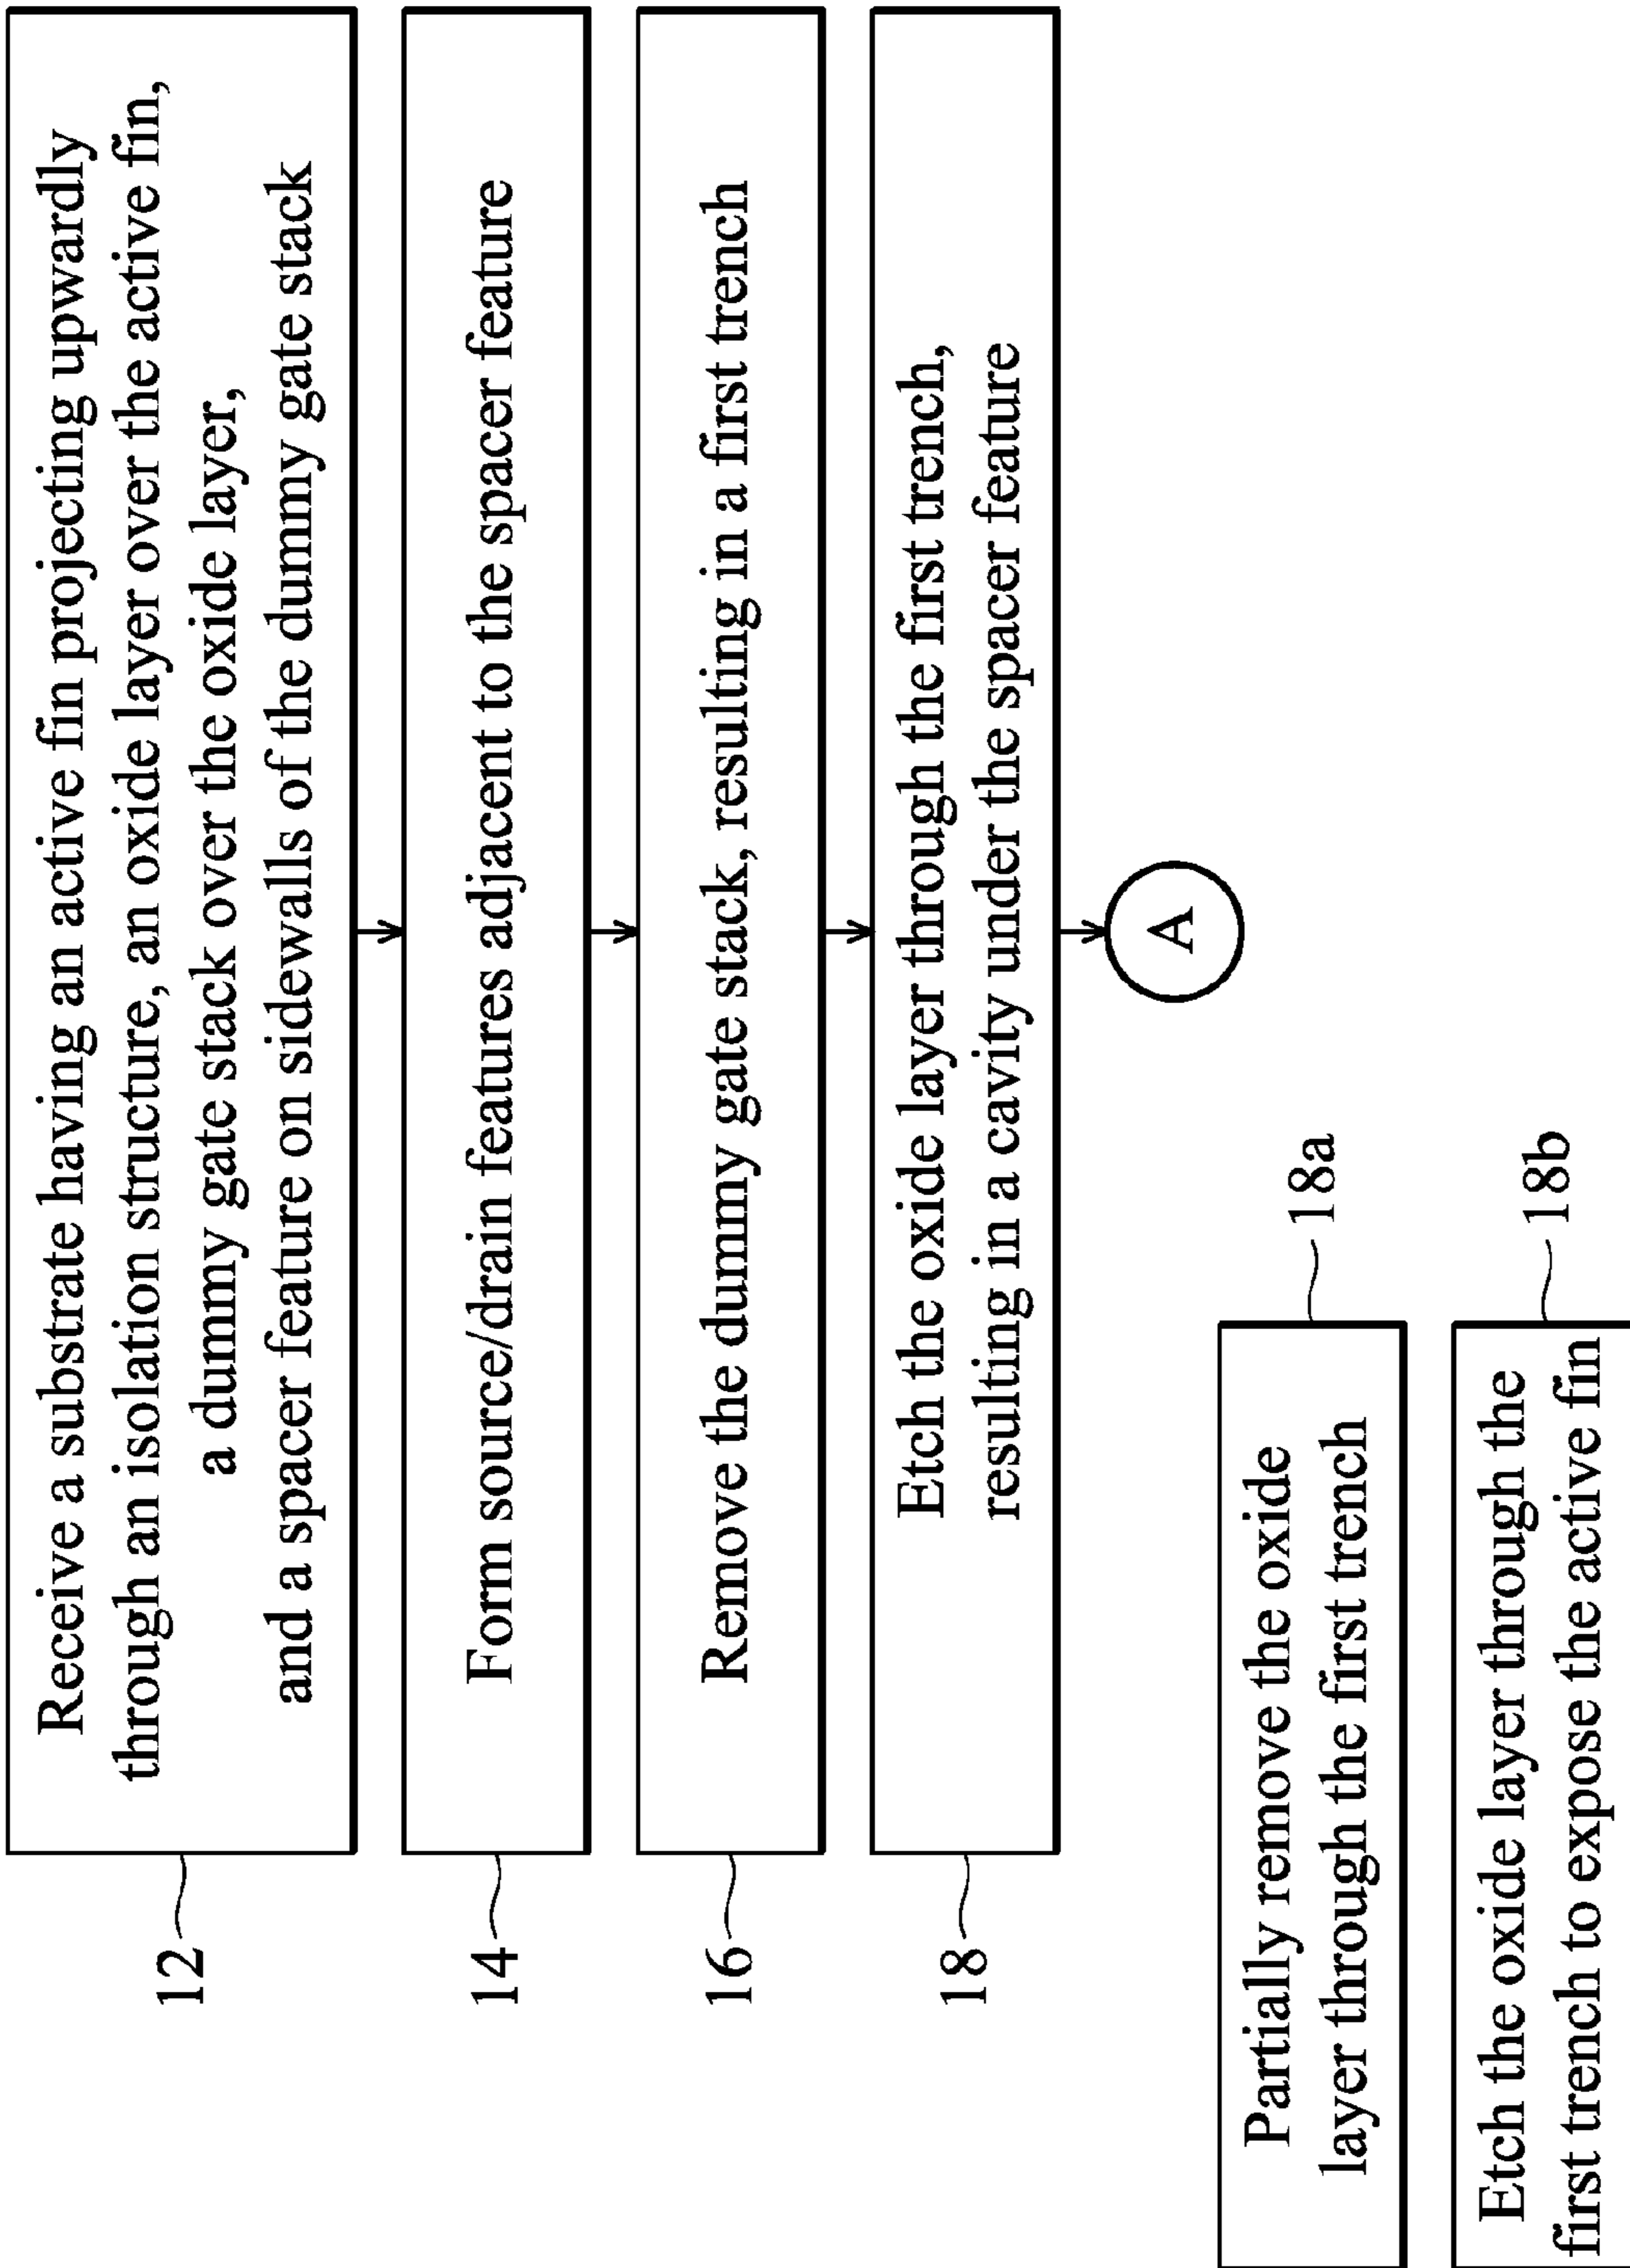 Receive a substrate having an active fin projecting upwardly
through an isolation structure, an oxide layer over the active fin,
a dummy gate stack over the oxide layer,
and a spacer feature on sidewalls of the dummy gate stack
12
Form source/drain features adjacent to the spacer feature
14
Remove the dummy gate stack, resulting in a first trench
16
Etch the oxide layer through the first trench,
resulting in a cavity under the spacer feature
18
A
Partially remove the oxide
layer through the first trench
18a
Etch the oxide layer through the
first trench to expose the active fin
18b